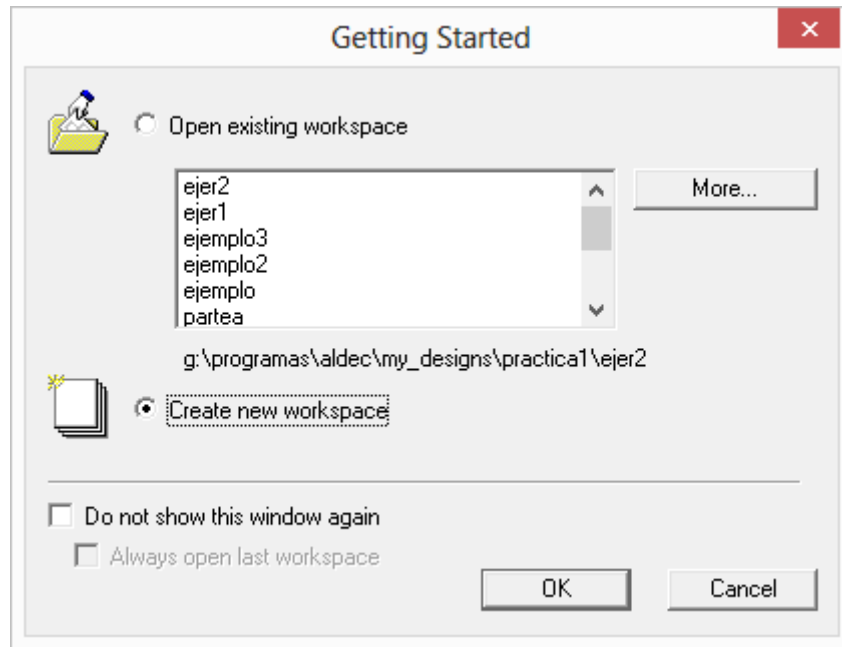 Getting Started
Open existing workspace
ejer2
ejer1
ejemplo3
ejemplo2
ejemplo
partea
More...
g:\programas\aldec\my_designs\practica1\ejer2
Create new workspace
Do not show this window again
Always open last workspace
OK
Cancel